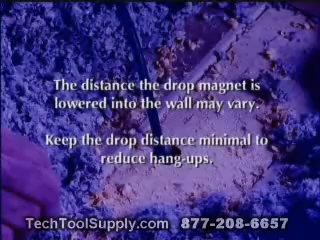 The distance the drop magnet is
lowered into the wall may vary.
Keep the drop distance minimal to
reduce hang-ups.
TechToolSupply.com 877-208-6657